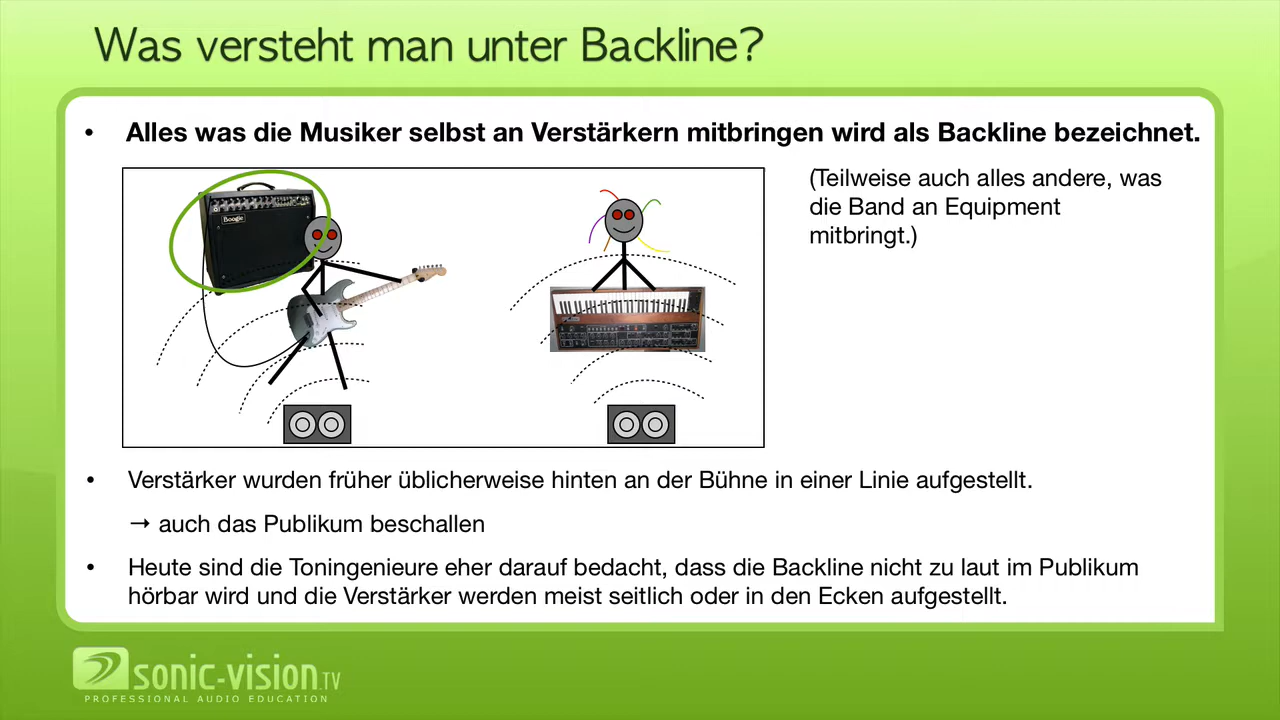 Was versteht man unter Backline?
• Alles was die Musiker selbst an Verstärkern mitbringen wird als Backline bezeichnet.
(Teilweise auch alles andere, was
die Band an Equipment
mitbringt.)
Boogie
• Verstärker wurden früher üblicherweise hinten an der Bühne in einer Linie aufgestellt.
→ auch das Publikum beschallen
• Heute sind die Toningenieure eher darauf bedacht, dass die Backline nicht zu laut im Publikum
hörbar wird und die Verstärker werden meist seitlich oder in den Ecken aufgestellt.
sonic-vision.TV
PROFESSIONAL AUDIO EDUCATION